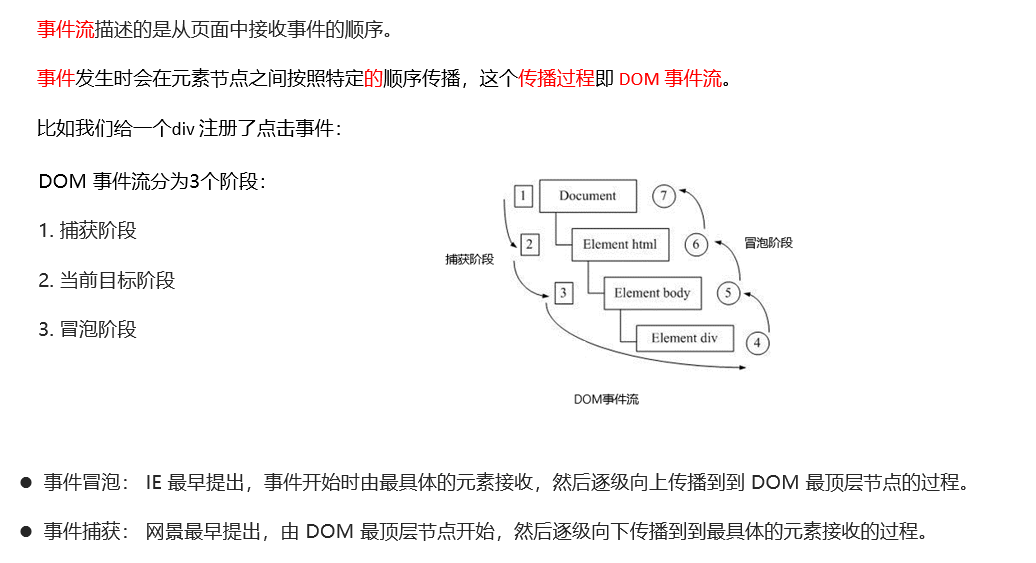 事件流描述的是从页面中接收事件的顺序。
事件发生时会在元素节点之间按照特定的顺序传播，这个传播过程即 DOM 事件流。
比如我们给一个div 注册了点击事件：
DOM 事件流分为3个阶段：
1. 捕获阶段
2. 当前目标阶段
3. 冒泡阶段
1 Document 7
2 Element html 6 冒泡阶段
捕获阶段
3 Element body 5
Element div 4
DOM事件流
● 事件冒泡： IE 最早提出，事件开始时由最具体的元素接收，然后逐级向上传播到到 DOM 最顶层节点的过程。
● 事件捕获： 网景最早提出，由 DOM 最顶层节点开始，然后逐级向下传播到到最具体的元素接收的过程。